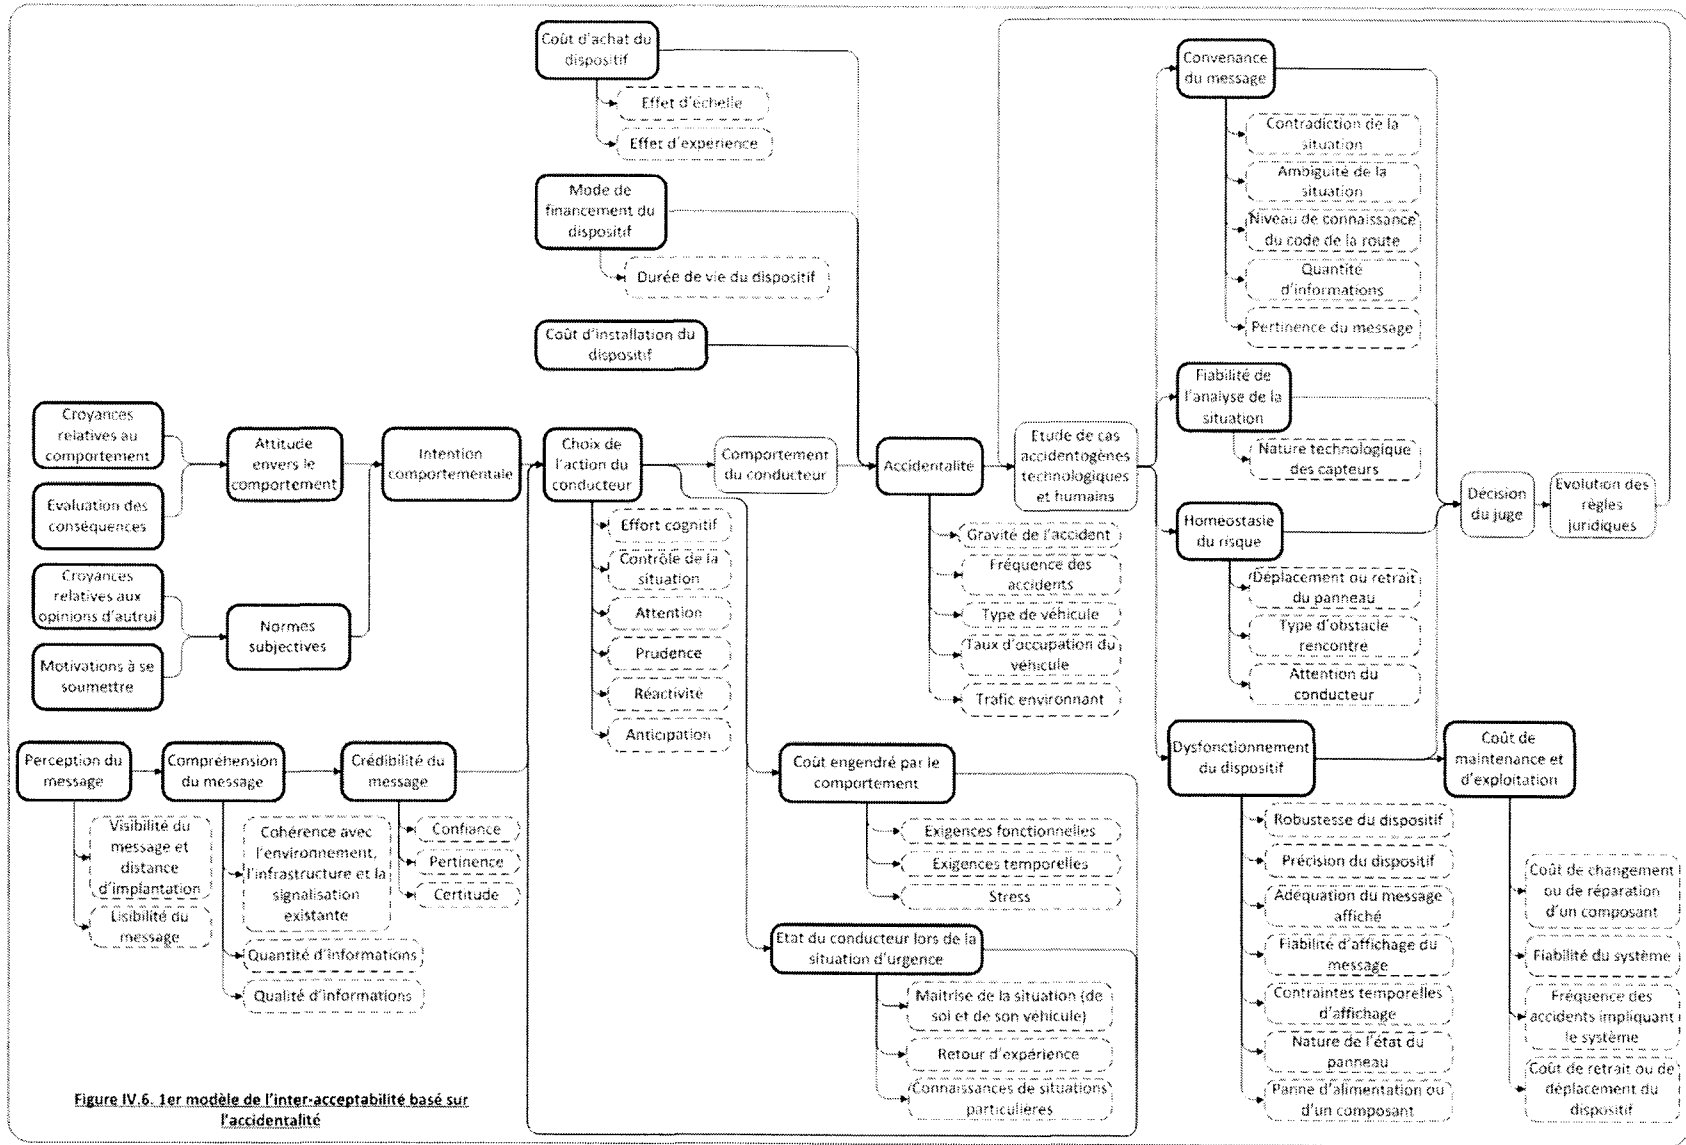 Coût d'achat du
dispositif
Effet d'échelle
Effet d'expérience
Mode de
financement du
dispositif
Durée de vie du dispositif
Coût d'installation du
dispositif
Croyances
relatives au
comportement
Evaluation des
conséquences
Attitude
envers le
comportement
Croyances
relatives aux
opinions d'autrui
Motivations à se
soumettre
Normes
subjectives
Intention
comportementale
Choix de
l'action du
conducteur
Effort cognitif
Contrôle de la
situation
Attention
Prudence
Réactivité
Anticipation
Comportement
du conducteur
Accidentalité
Gravité de l'accident
Fréquence des
accidents
Type de véhicule
Taux d'occupation du
véhicule
Trafic environnant
Etude de cas
accidentogènes
technologiques
et humains
Convenance
du message
Contradiction de la
situation
Ambiguïté de la
situation
Niveau de connaissance
du code de la route
Quantité
d'informations
Pertinence du message
Fiabilité de
l'analyse de la
situation
Nature technologique
des capteurs
Homéostasie
du risque
Déplacement ou retrait
du panneau
Type d'obstacle
rencontré
Attention du
conducteur
Décision
du juge
Evolution des
règles
juridiques
Perception du
message
Visibilité du
message et
distance
d'implantation
Lisibilité du
message
Compréhension
du message
Cohérence avec
l'environnement,
l'infrastructure et la
signalisation
existante
Quantité d'informations
Qualité d'informations
Crédibilité du
message
Confiance
Pertinence
Certitude
Coût engendré par le
comportement
Exigences fonctionnelles
Exigences temporelles
Stress
Etat du conducteur lors de la
situation d'urgence
Maitrise de la situation (de
soi et de son véhicule)
Retour d'expérience
Connaissances de situations
particulières
Dysfonctionnement
du dispositif
Robustesse du dispositif
Précision du dispositif
Adéquation du message
affiché
Fiabilité d'affichage du
message
Contraintes temporelles
d'affichage
Nature de l'état du
panneau
Panne d'alimentation ou
d'un composant
Coût de
maintenance et
d'exploitation
Coût de changement
ou de réparation
d'un composant
Fiabilité du système
Fréquence des
accidents impliquant
le système
Coût de retrait ou de
déplacement du
dispositif
Figure IV.6. 1er modèle de l'inter-acceptabilité basé sur
l'accidentalité